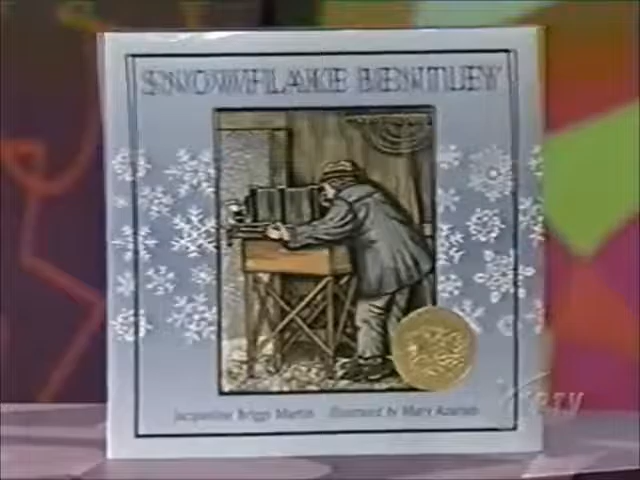 SNOWFLAKE BENTLEY
Jacqueline Briggs Martin Illustrated by Mary Azarian